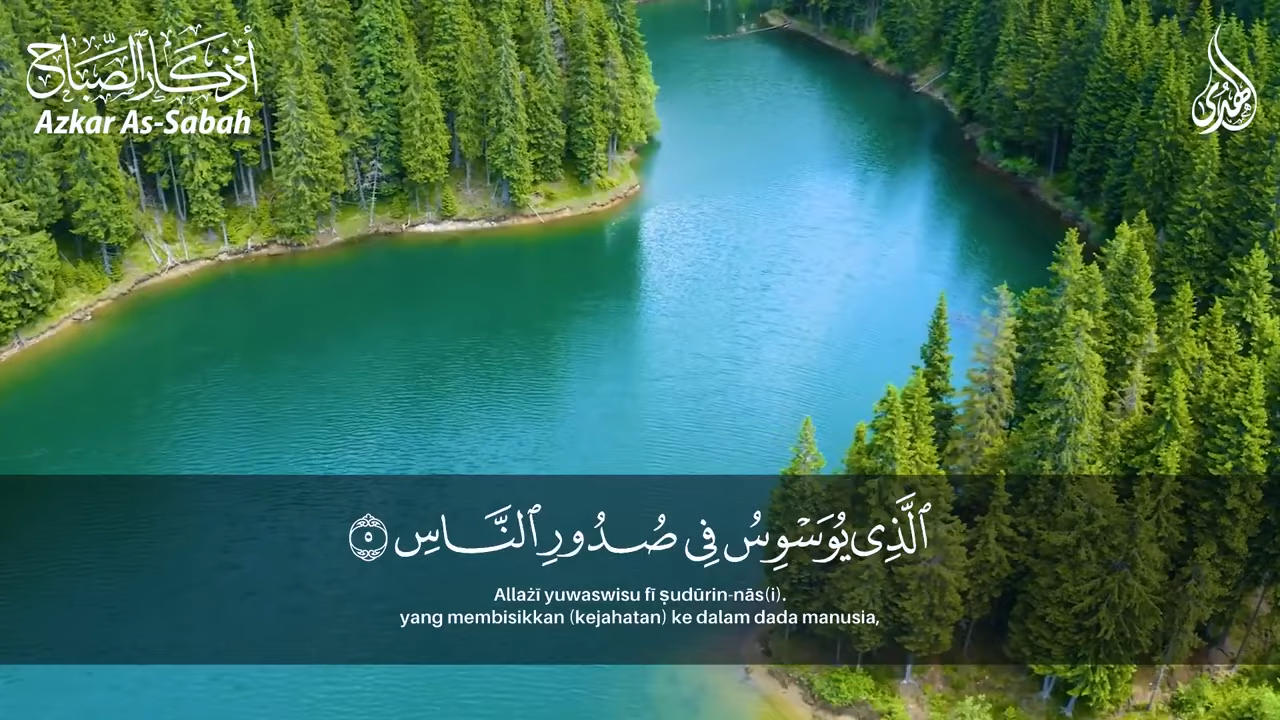 أذكار الصباح
Azkar As-Sabah
الهدى
ٱلَّذِى يُوَسْوِسُ فِى صُدُورِ ٱلنَّاسِ ٥
Allażī yuwaswisu fī ṣudūrin-nās(i).
yang membisikkan (kejahatan) ke dalam dada manusia,